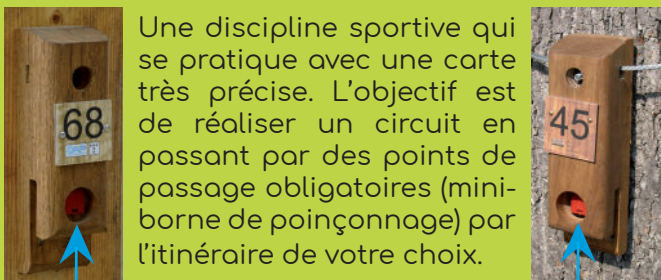 68
Une discipline sportive qui
se pratique avec une carte
très précise. L’objectif est
de réaliser un circuit en
passant par des points de
passage obligatoires (mini-
borne de poinçonnage) par
l’itinéraire de votre choix.
45